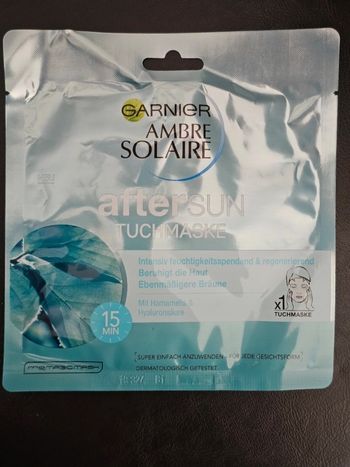 GARNIER
AMBRE
SOLAIRE
afterSUN
TUCHMASKE
Intensiv feuchtigkeitsspendend & regenerierend
Beruhigt die Haut
Ebenmäßigere Bräune
Mit Hamamelis &
Hyaluronsäure
x1
TUCHMASKE
15
MIN
SUPER EINFACH ANZUWENDEN - FÜR JEDE GESICHTSFORM
DERMATOLOGISCH GETESTET